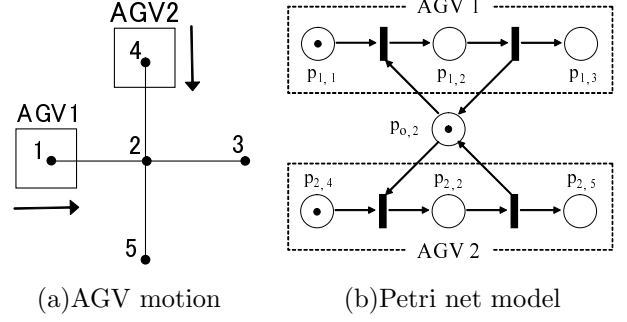 AGV2
4
AGV1
1
2
3
5
(a)AGV motion
AGV 1
p1, 1
p1, 2
p1, 3
po, 2
p2, 4
p2, 2
p2, 5
AGV 2
(b)Petri net model